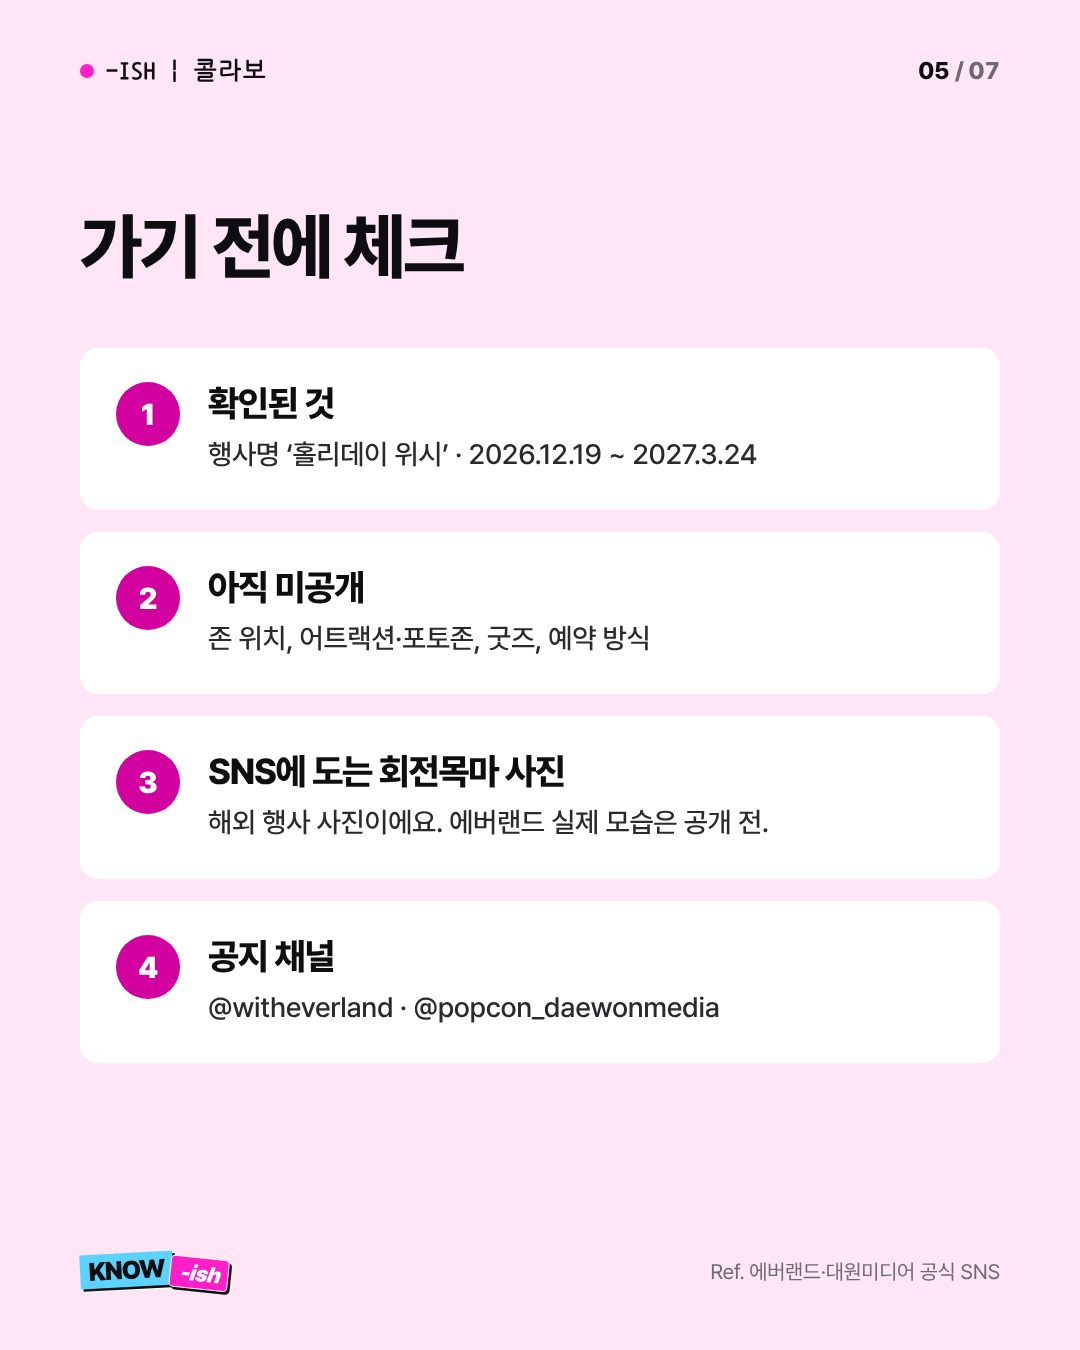 -ISH | 콜라보
05 / 07
가기 전에 체크
1
확인된 것
행사명 ‘홀리데이 위시’ · 2026.12.19 ~ 2027.3.24
2
아직 미공개
존 위치, 어트랙션·포토존, 굿즈, 예약 방식
3
SNS에 도는 회전목마 사진
해외 행사 사진이에요. 에버랜드 실제 모습은 공개 전.
4
공지 채널
@witheverland · @popcon_daewonmedia
KNOW -ish
Ref. 에버랜드·대원미디어 공식 SNS